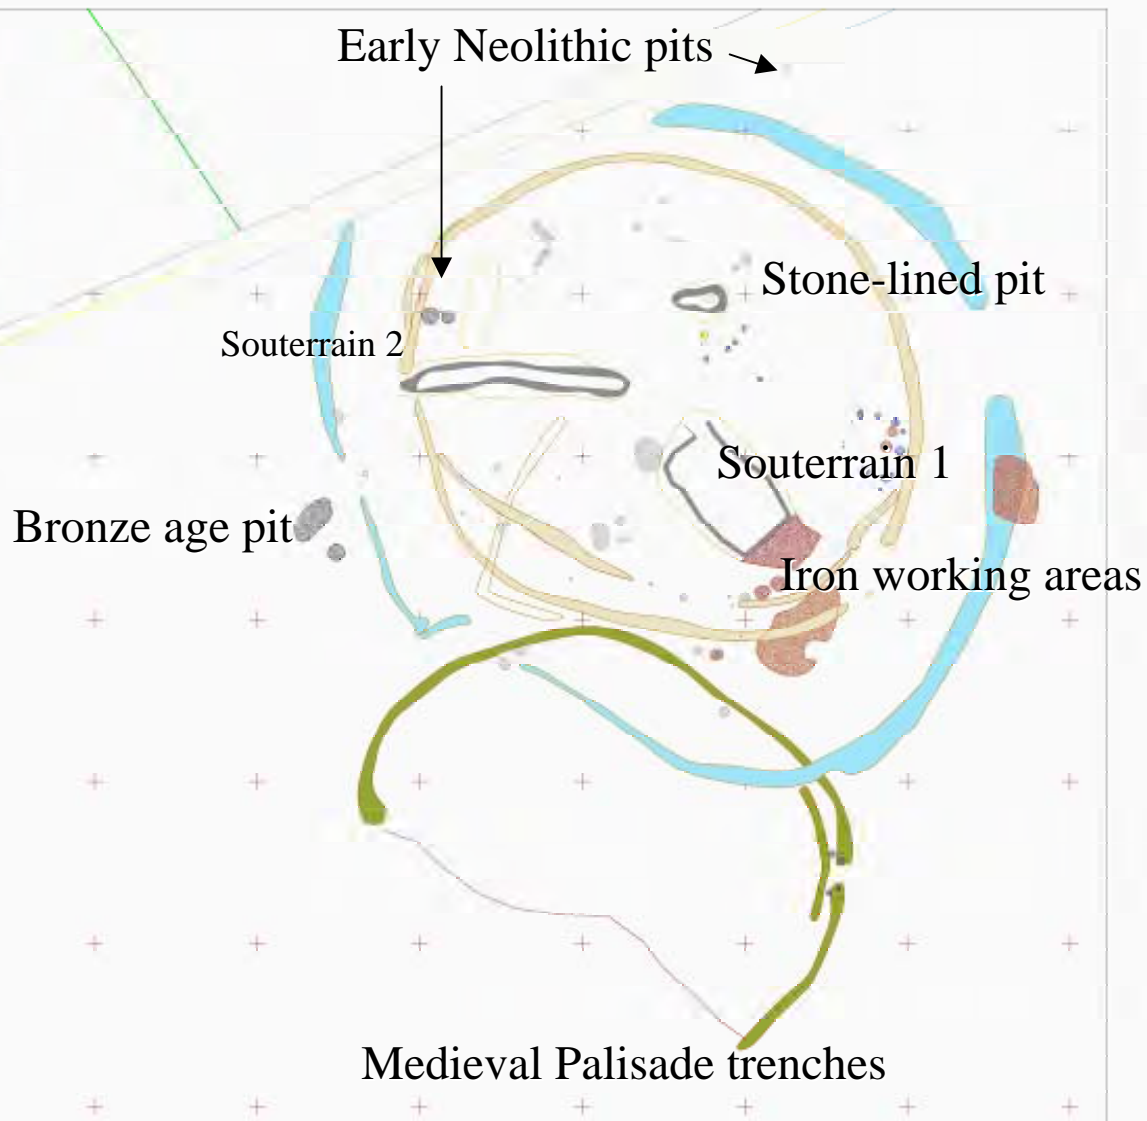 Early Neolithic pits
Stone-lined pit
Souterrain 2
Souterrain 1
Bronze age pit
Iron working areas
Medieval Palisade trenches